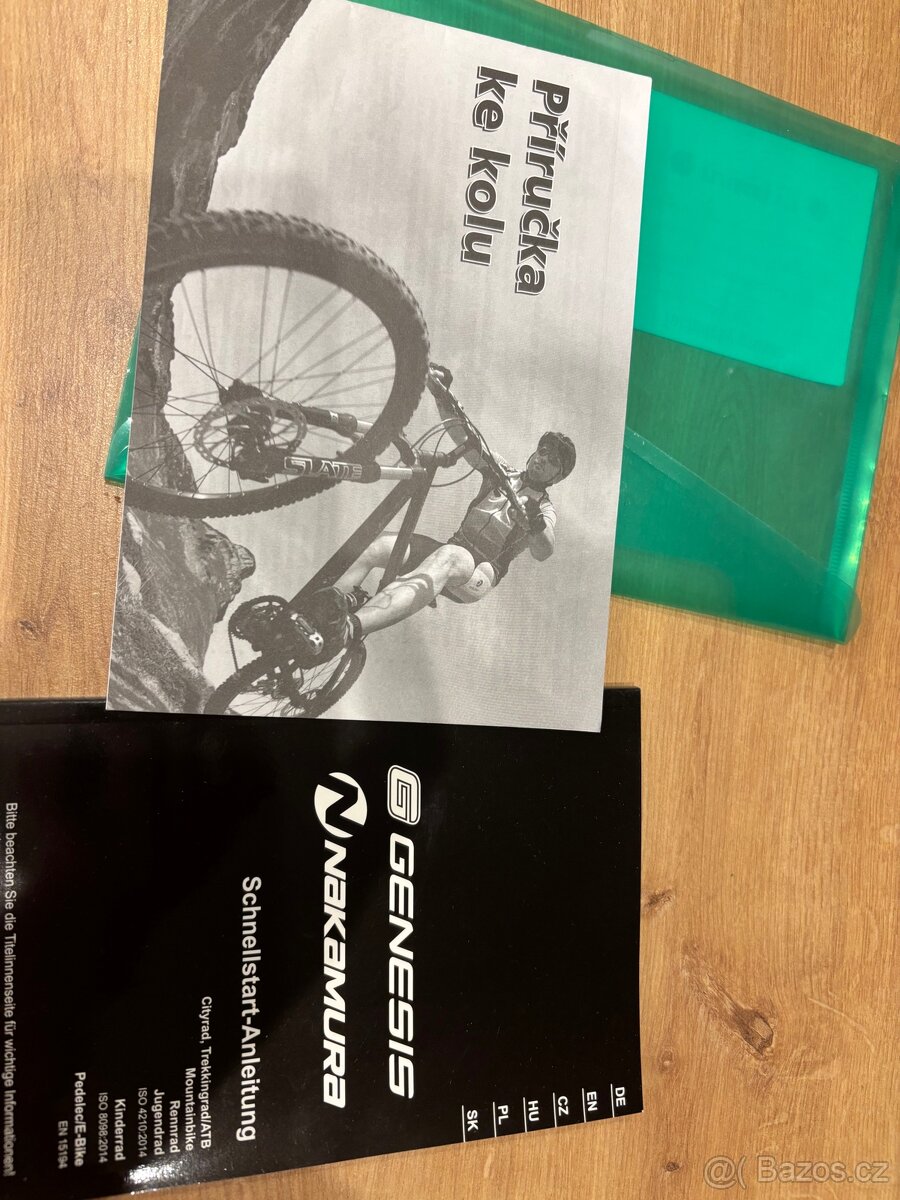 Příručka
ke kolu
SLATE
GENESIS
NAKAMURA
Schnellstart-Anleitung
Cityrad, Trekkingrad/ATB
Mountainbike
Rennrad
Jugendrad
ISO 4210:2014
Kinderrad
ISO 8098:2014
Pedelec/E-Bike
EN 15194
Bitte beachten Sie die Titelinnenseite für wichtige Informationen!
DE
EN
CZ
HU
PL
SK
@( Bazos.cz